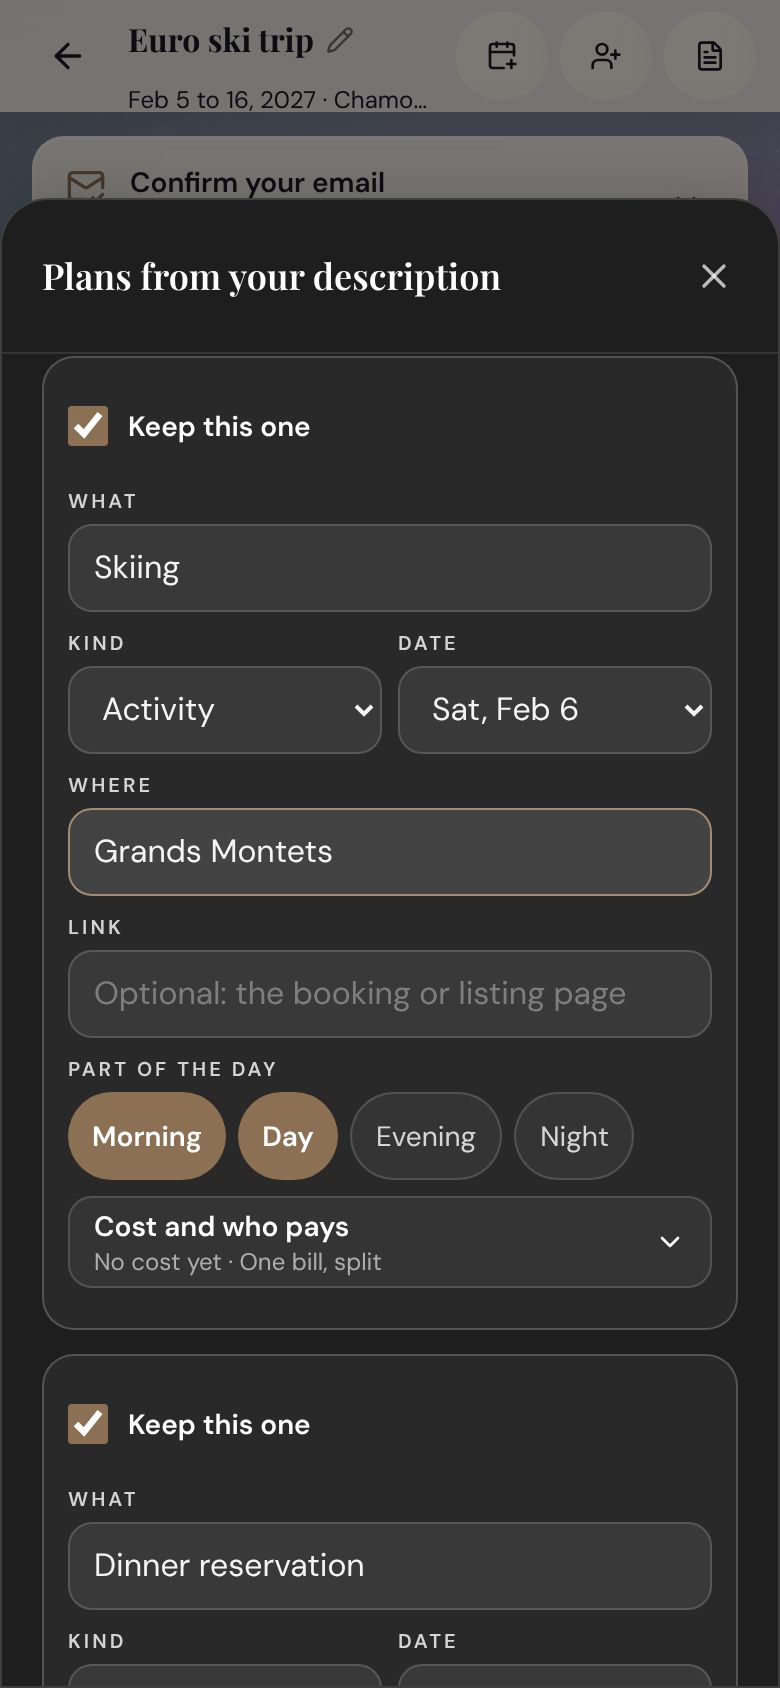 Euro ski trip
Feb 5 to 16, 2027 · Chamo...
Confirm your email
Plans from your description
Keep this one
WHAT
Skiing
KIND DATE
Activity Sat, Feb 6
WHERE
Grands Montets
LINK
Optional: the booking or listing page
PART OF THE DAY
Morning Day Evening Night
Cost and who pays
No cost yet · One bill, split
Keep this one
WHAT
Dinner reservation
KIND DATE